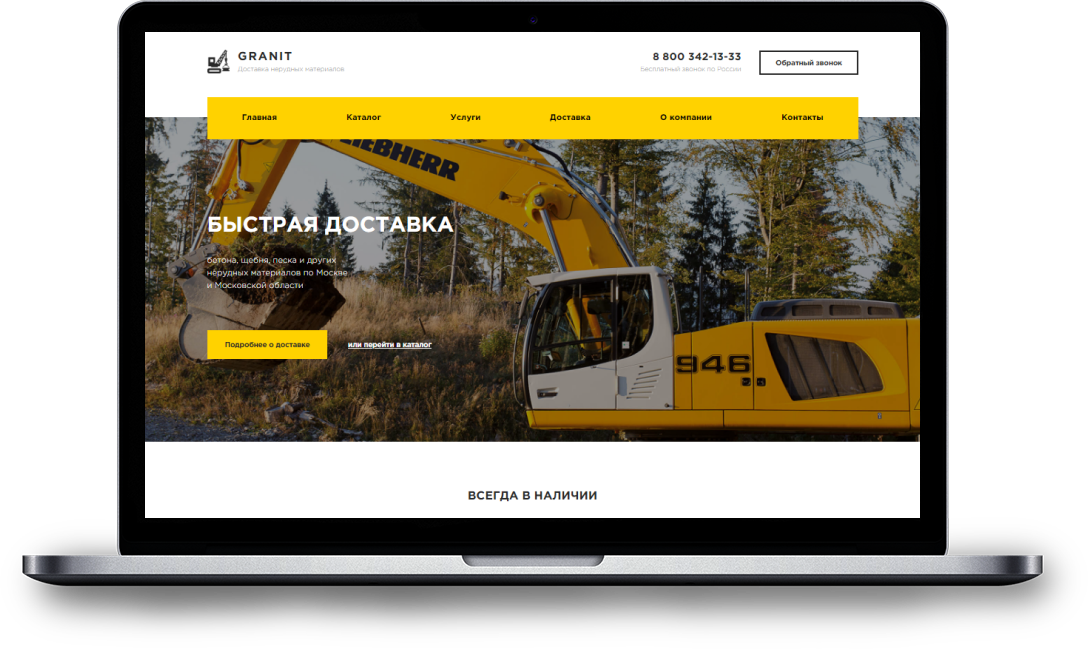 GRANIT
Доставка нерудных материалов
8 800 342-13-33
Бесплатный звонок по России
Обратный звонок
Главная
Каталог
Услуги
Доставка
О компании
Контакты
LIEBHERR
БЫСТРАЯ ДОСТАВКА
бетона, щебня, песка и других
нерудных материалов по Москве
и Московской области
Подробнее о доставке
или перейти в каталог
946
ВСЕГДА В НАЛИЧИИ